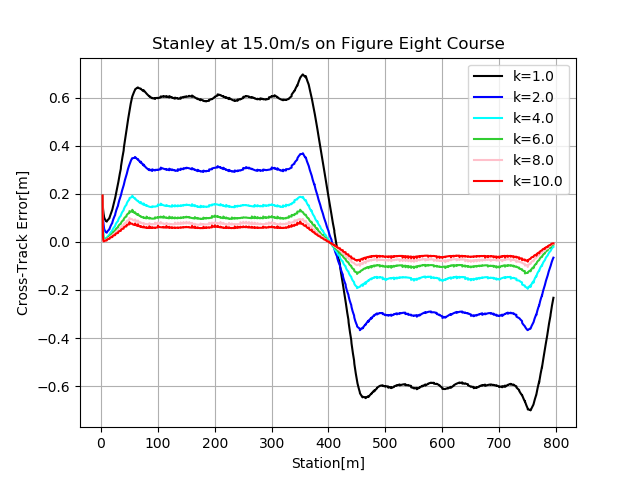 Stanley at 15.0m/s on Figure Eight Course
Cross-Track Error[m]
0.6
0.4
0.2
0.0
−0.2
−0.4
−0.6
k=1.0
k=2.0
k=4.0
k=6.0
k=8.0
k=10.0
0 100 200 300 400 500 600 700 800
Station[m]